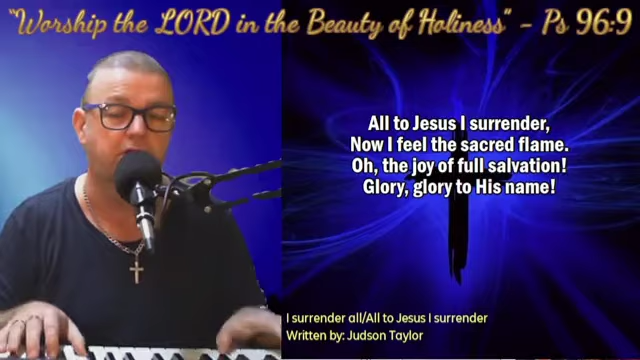 "Worship the LORD in the Beauty of Holiness" - Ps 96:9
All to Jesus I surrender,
Now I feel the sacred flame.
Oh, the joy of full salvation!
Glory, glory to His name!
I surrender all/All to Jesus I surrender
Written by: Judson Taylor